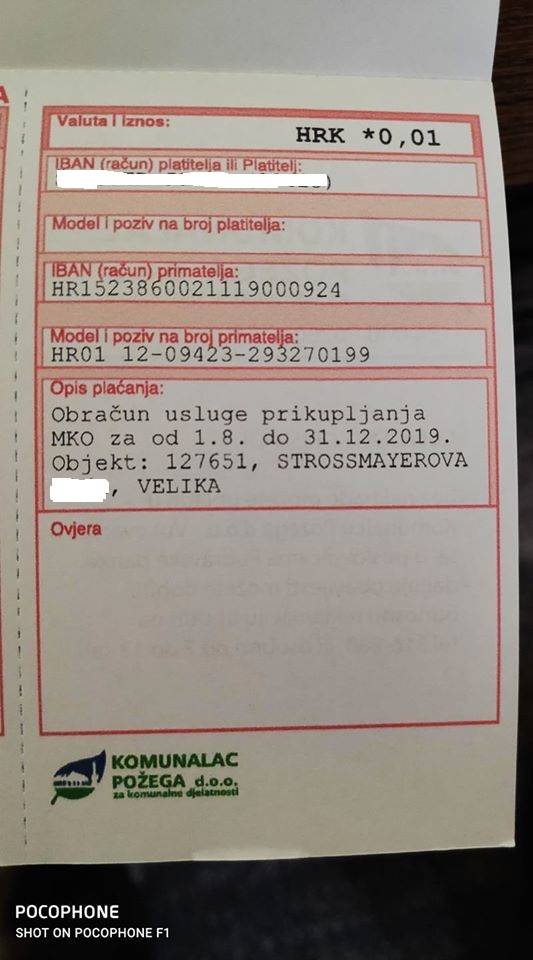 A
Valuta i iznos:
HRK *0,01
IBAN (račun) platitelja ili Platitelj:
)
Model i poziv na broj platitelja:
IBAN (račun) primatelja:
HR1523860021119000924
Model i poziv na broj primatelja:
HR01 12-09423-293270199
Opis plaćanja:
Obračun usluge prikupljanja
MKO za od 1.8. do 31.12.2019.
Objekt: 127651, STROSSMAYEROVA
, VELIKA
Ovjera
KOMUNALAC
POŽEGA d.o.o.
za komunalne djelatnosti
POCOPHONE
SHOT ON POCOPHONE F1